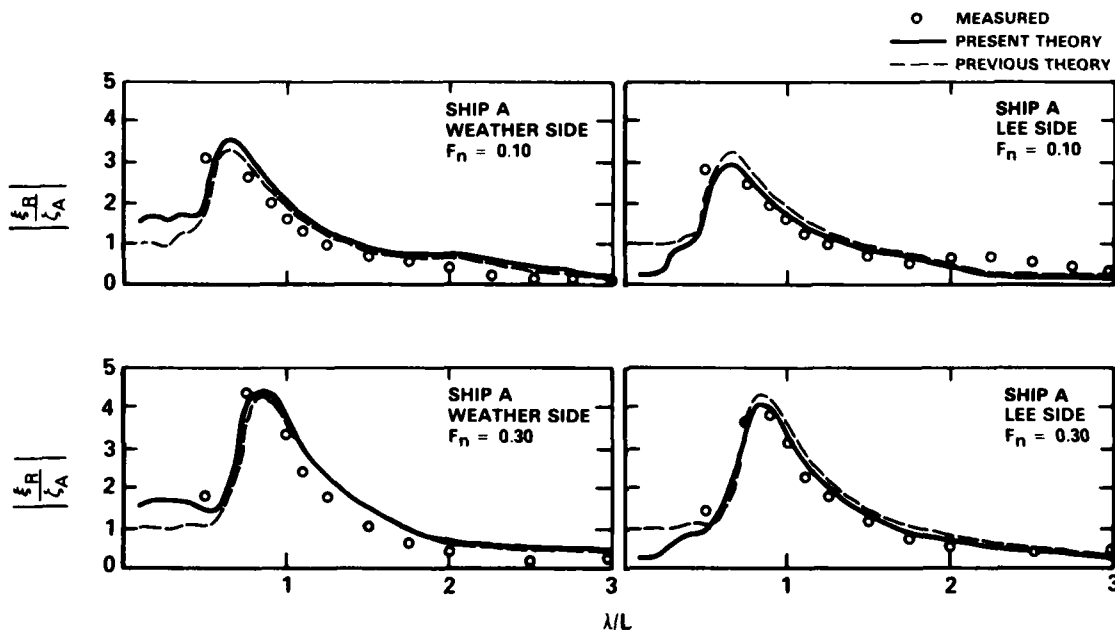 MEASURED
PRESENT THEORY
PREVIOUS THEORY
5
4
3
2
1
0
|ξR/ζA|
SHIP A
WEATHER SIDE
Fn = 0.10
SHIP A
LEE SIDE
Fn = 0.10
5
4
3
2
1
0
|ξR/ζA|
SHIP A
WEATHER SIDE
Fn = 0.30
SHIP A
LEE SIDE
Fn = 0.30
1 2 3 1 2 3
λ/L